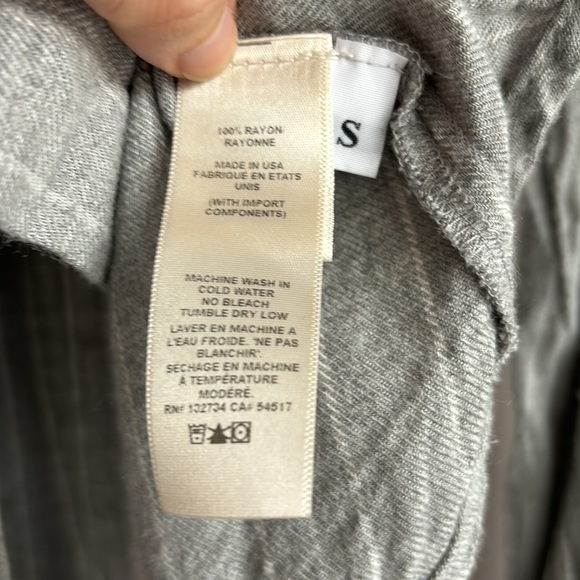 100% RAYON
RAYONNE
MADE IN USA
FABRIQUE EN ETATS
UNIS
(WITH IMPORT
COMPONENTS)
S
MACHINE WASH IN
COLD WATER
NO BLEACH
TUMBLE DRY LOW
LAVER EN MACHINE A
L'EAU FROIDE. 'NE PAS
BLANCHIR'.
SECHAGE EN MACHINE
À TEMPÉRATURE
MODÉRÉ.
RN# 132734 CA# 54517